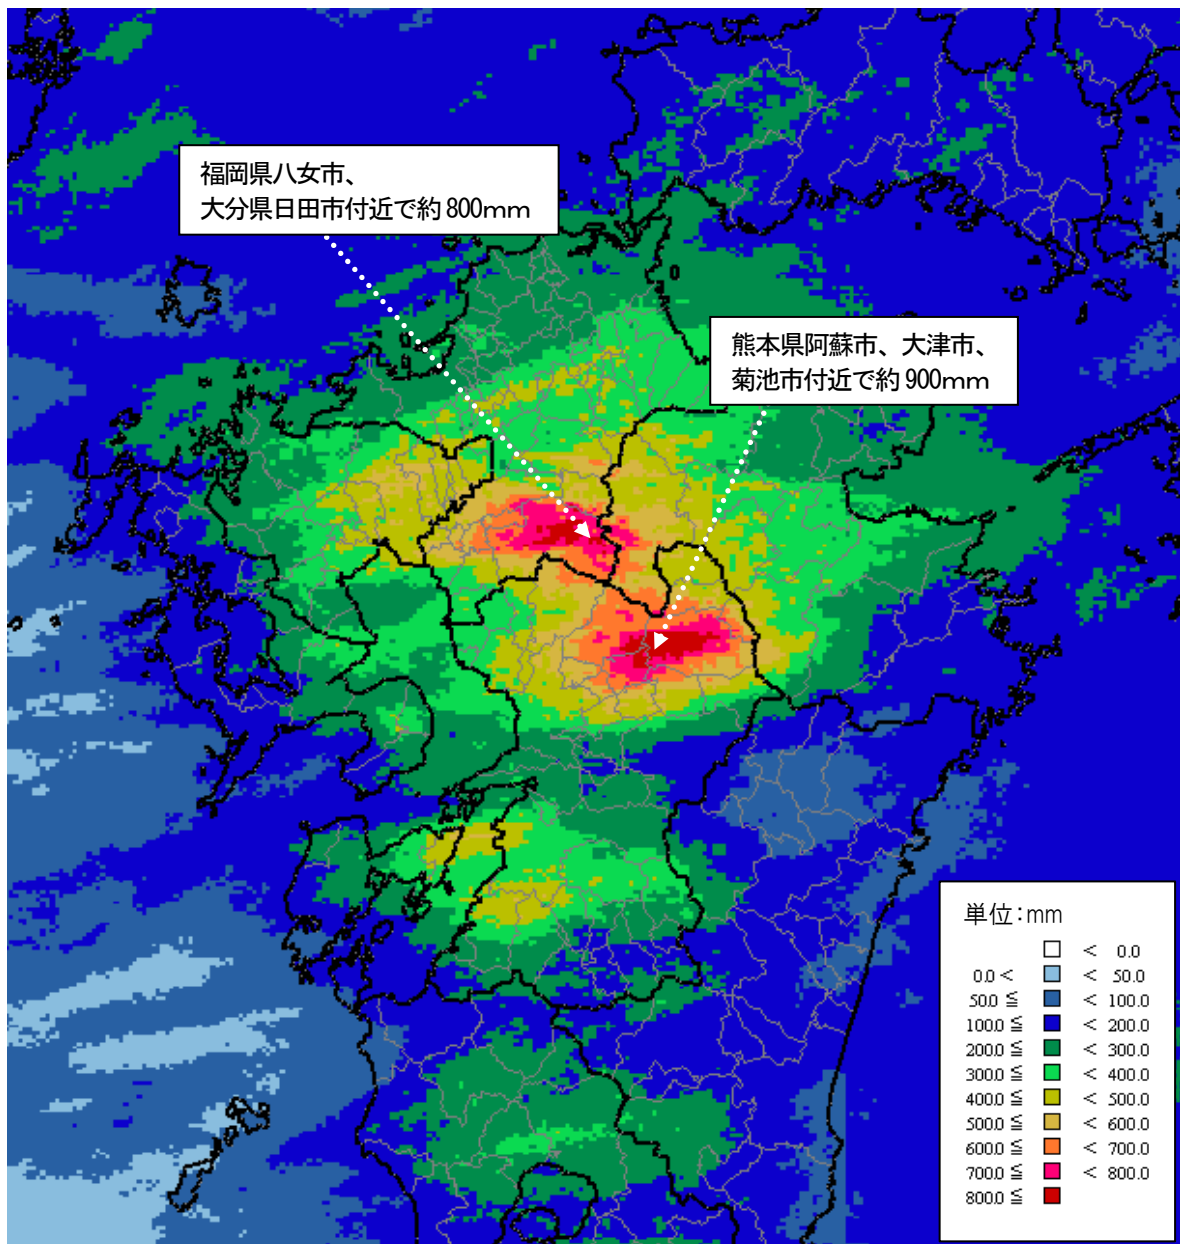 福岡県八女市、
大分県日田市付近で約800mm
熊本県阿蘇市、大津市、
菊池市付近で約900mm
単位:mm
< 0.0
0.0 < < 50.0
50.0 ≦ < 100.0
100.0 ≦ < 200.0
200.0 ≦ < 300.0
300.0 ≦ < 400.0
400.0 ≦ < 500.0
500.0 ≦ < 600.0
600.0 ≦ < 700.0
700.0 ≦ < 800.0
800.0 ≦